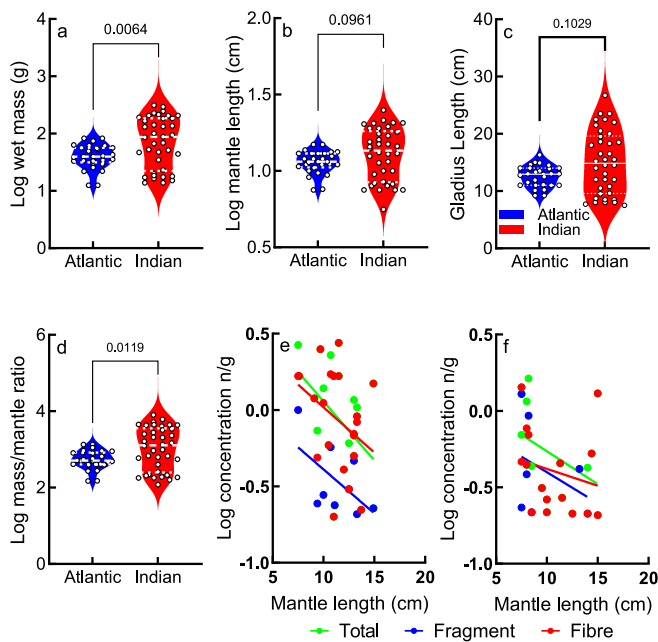 a
0.0064
Log wet mass (g)
4
3
2
1
0
Atlantic Indian
b
0.0961
Log mantle length (cm)
2.0
1.5
1.0
0.5
Atlantic Indian
c
0.1029
Gladius Length (cm)
40
30
20
10
0
Atlantic
Indian
Atlantic Indian
d
0.0119
Log mass/mantle ratio
6
4
2
0
Atlantic Indian
e
Log concentration n/g
0.5
0.0
-0.5
-1.0
5 10 15 20
Mantle length (cm)
f
Log concentration n/g
0.5
0.0
-0.5
-1.0
5 10 15 20
Mantle length (cm)
Total Fragment Fibre